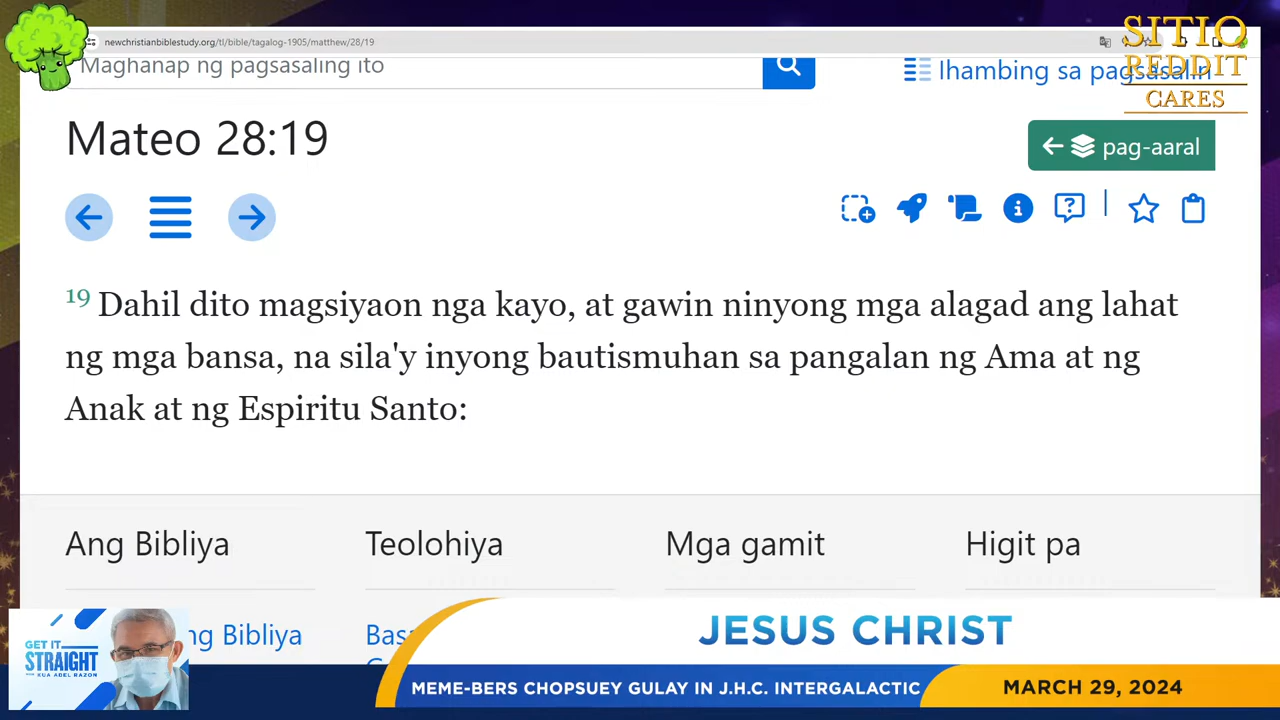 newchristianbiblestudy.org/tl/bible/tagalog-1905/matthew/28/19
SITIO
REDDIT
CARES
Maghanap ng pagsasaling ito
Ihambing sa pagsasalin
Mateo 28:19
pag-aaral
19 Dahil dito magsiyaon nga kayo, at gawin ninyong mga alagad ang lahat
ng mga bansa, na sila'y inyong bautismuhan sa pangalan ng Ama at ng
Anak at ng Espiritu Santo:
Ang Bibliya
Teolohiya
Mga gamit
Higit pa
ng Bibliya
GET IT
STRAIGHT
KUYA ADEL RAZON
JESUS CHRIST
MEME-BERS CHOPSUEY GULAY IN J.H.C. INTERGALACTIC
MARCH 29, 2024